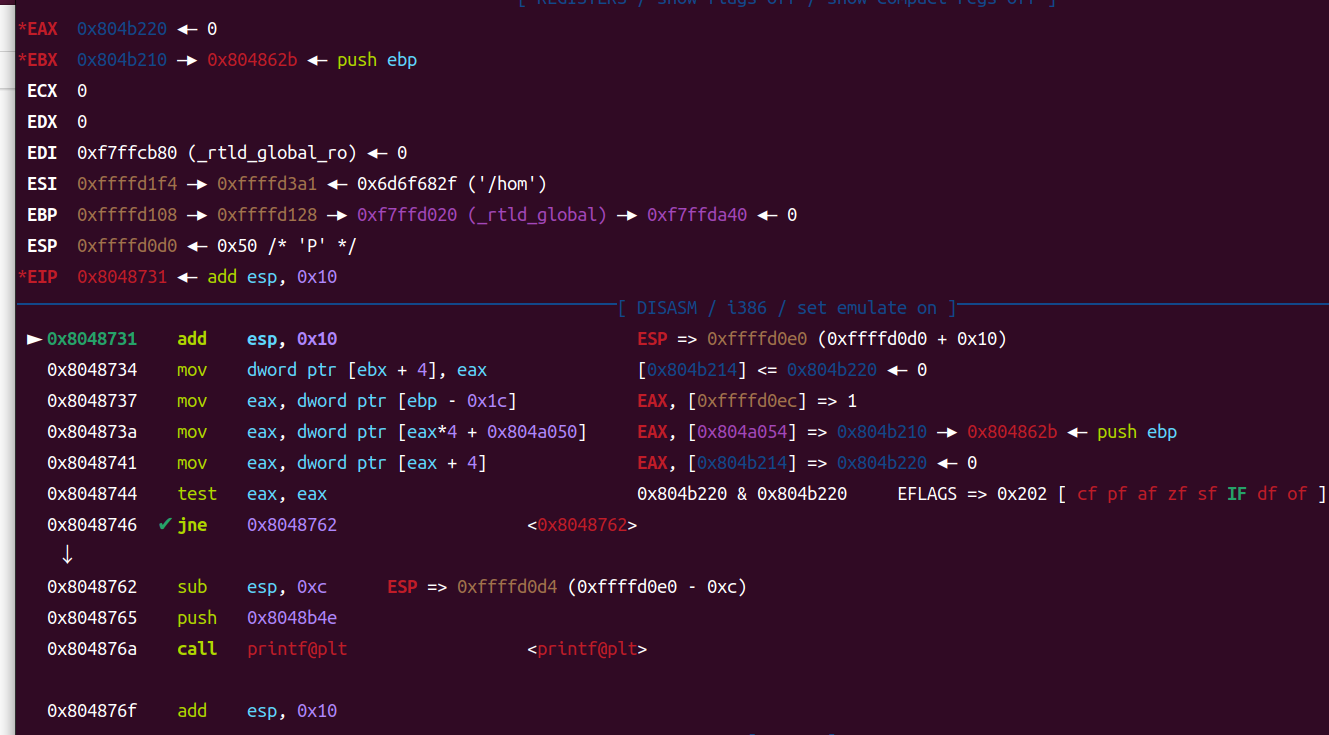 [ REGISTERS / show-flags off / show-compact-regs off ]
*EAX 0x804b220 ◂— 0
*EBX 0x804b210 —▸ 0x804862b ◂— push ebp
ECX 0
EDX 0
EDI 0xf7ffcb80 (_rtld_global_ro) ◂— 0
ESI 0xffffd1f4 —▸ 0xffffd3a1 ◂— 0x6d6f682f ('/hom')
EBP 0xffffd108 —▸ 0xffffd128 —▸ 0xf7ffd020 (_rtld_global) —▸ 0xf7ffda40 ◂— 0
ESP 0xffffd0d0 ◂— 0x50 /* 'P' */
*EIP 0x8048731 ◂— add esp, 0x10
[ DISASM / i386 / set emulate on ]
► 0x8048731 add esp, 0x10 ESP => 0xffffd0e0 (0xffffd0d0 + 0x10)
0x8048734 mov dword ptr [ebx + 4], eax [0x804b214] <= 0x804b220 ◂— 0
0x8048737 mov eax, dword ptr [ebp - 0x1c] EAX, [0xffffd0ec] => 1
0x804873a mov eax, dword ptr [eax*4 + 0x804a050] EAX, [0x804a054] => 0x804b210 —▸ 0x804862b ◂— push ebp
0x8048741 mov eax, dword ptr [eax + 4] EAX, [0x804b214] => 0x804b220 ◂— 0
0x8048744 test eax, eax 0x804b220 & 0x804b220 EFLAGS => 0x202 [ cf pf af zf sf IF df of ]
0x8048746 ✔ jne 0x8048762 <0x8048762>
↓
0x8048762 sub esp, 0xc ESP => 0xffffd0d4 (0xffffd0e0 - 0xc)
0x8048765 push 0x8048b4e
0x804876a call printf@plt <printf@plt>
0x804876f add esp, 0x10